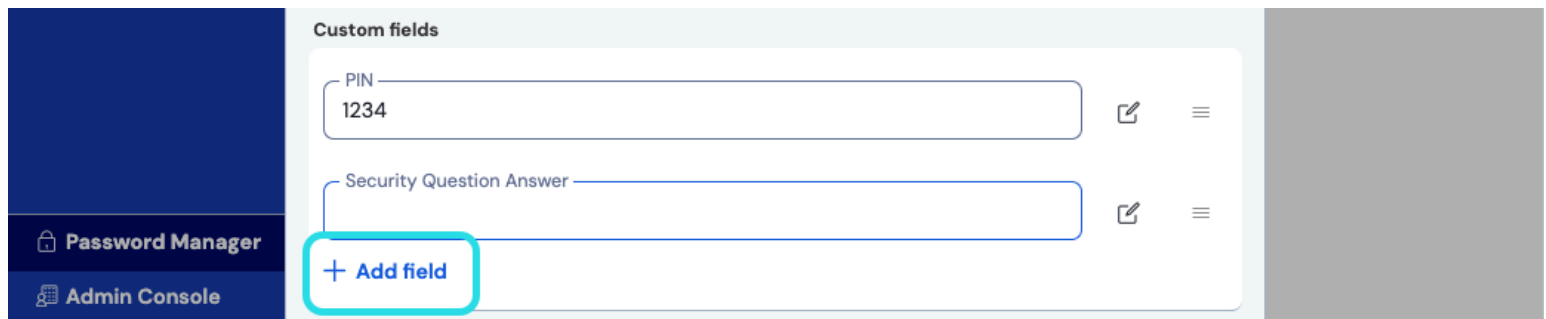 Custom fields
PIN
1234
Security Question Answer
Password Manager
+ Add field
Admin Console